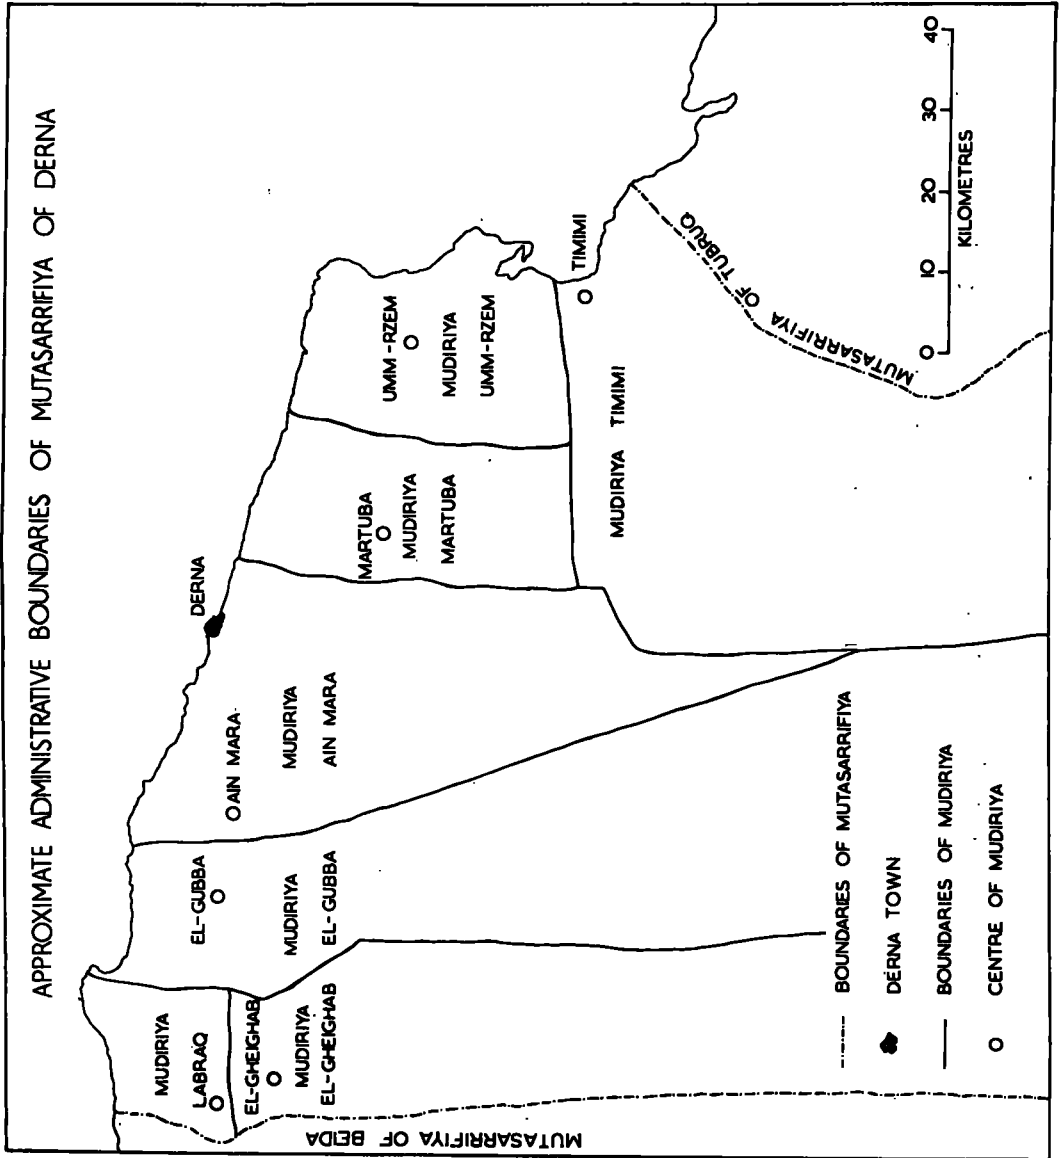 APPROXIMATE ADMINISTRATIVE BOUNDARIES OF MUTASARRIFIYA OF DERNA
DERNA
MUDIRIYA
LABRAQ
EL-GHEIGHAB
MUDIRIYA
EL-GHEIGHAB
EL-GUBBA
MUDIRIYA
EL-GUBBA
AIN MARA
MUDIRIYA
AIN MARA
MARTUBA
MUDIRIYA
MARTUBA
UMM-RZEM
MUDIRIYA
UMM-RZEM
TIMIMI
MUDIRIYA TIMIMI
MUTASARRIFIYA OF BEIDA
MUTASARRIFIYA OF TUBRUQ
BOUNDARIES OF MUTASARRIFIYA
DERNA TOWN
BOUNDARIES OF MUDIRIYA
CENTRE OF MUDIRIYA
0 10 20 30 40
KILOMETRES